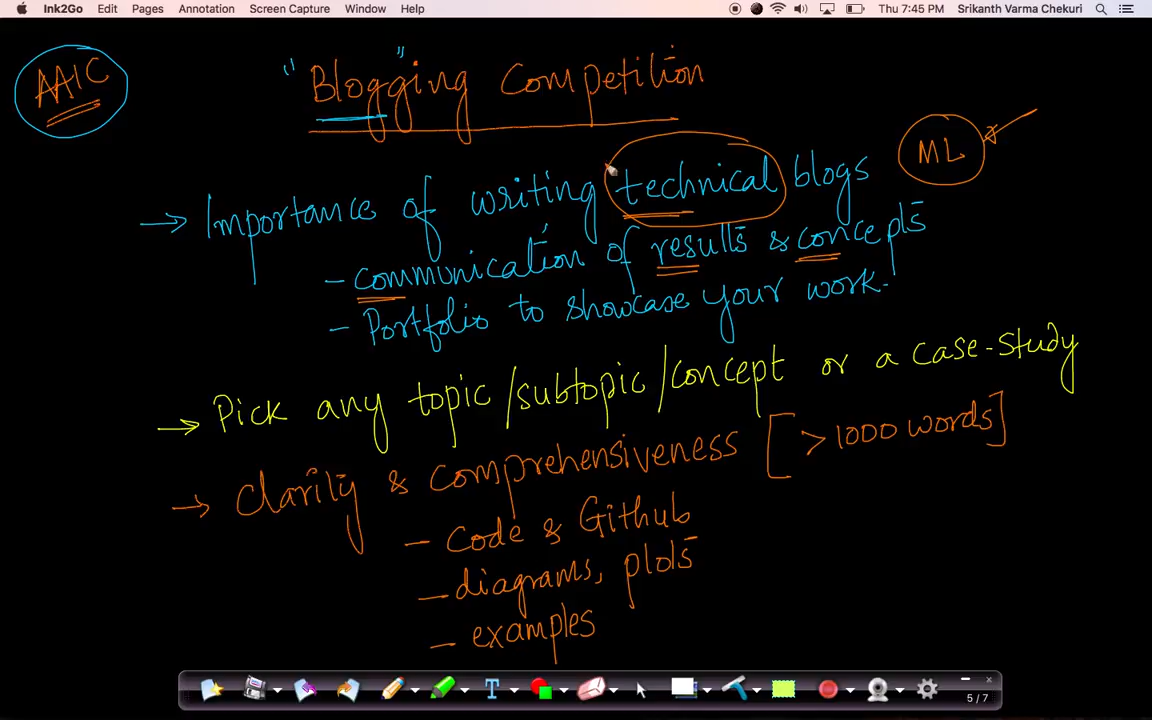 Ink2Go Edit Pages Annotation Screen Capture Window Help Thu 7:45 PM Srikanth Varma Chekuri
AAIC
"Blog"ging Competition
ML
→ Importance of writing technical blogs
- communication of results & concepts
- Portfolio to showcase your work.
→ Pick any topic/subtopic/concept or a case-study
→ Clarity & comprehensiveness [>1000 words]
- Code & Github
- diagrams, plots
- examples
T
5 / 7